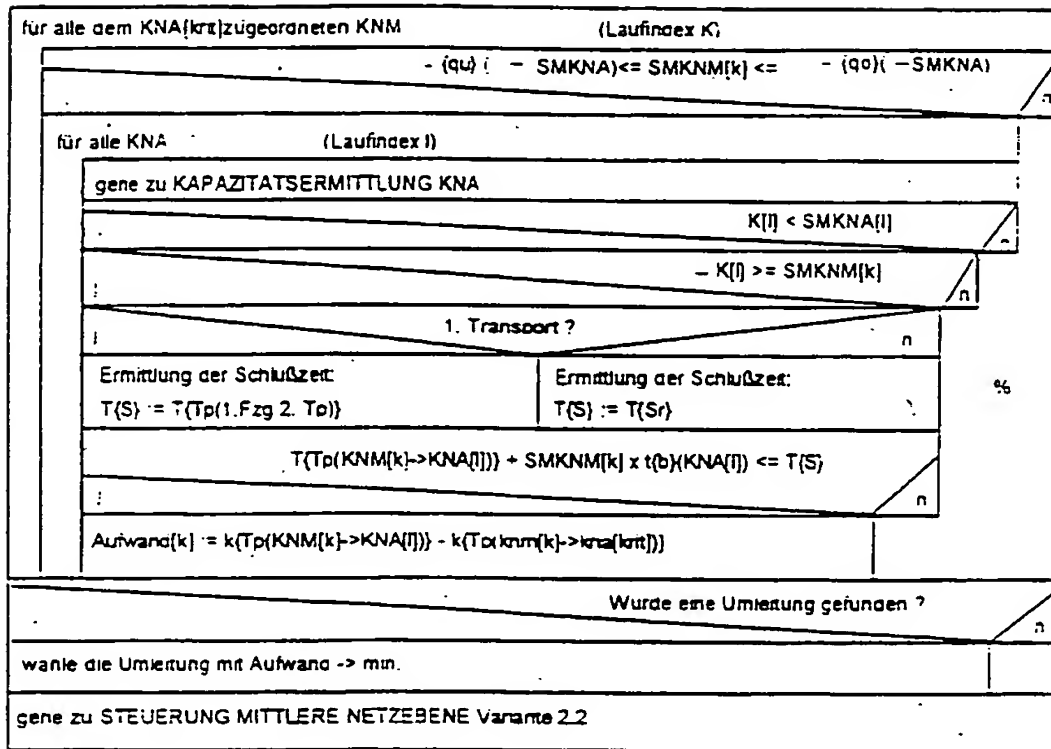 für alle dem KNA[krit]zugeordneten KNM (Laufindex K)
- {qu} ( - SMKNA)<= SMKNM[k] <= - {qo}( -SMKNA)
n
für alle KNA (Laufindex l)
gehe zu KAPAZITÄTSERMITTLUNG KNA
K[l] < SMKNA[l]
n
- K[l] >= SMKNM[k]
j n
1. Transport ?
j n
Ermittlung der Schlußzeit: Ermittlung der Schlußzeit:
T{S} := T{Tp(1.Fzg 2. Tp)} T{S} := T{Sr}
%
T{Tp(KNM[k]->KNA[l])} + SMKNM[k] x t{b}(KNA[l]) <= T{S}
j n
Aufwand[k] := k{Tp(KNM[k]->KNA[l])} - k{Tp(knm[k]->kna[krit])}
Wurde eine Umleitung gefunden ?
n
wähle die Umleitung mit Aufwand -> min.
gehe zu STEUERUNG MITTLERE NETZEBENE Variante 2.2